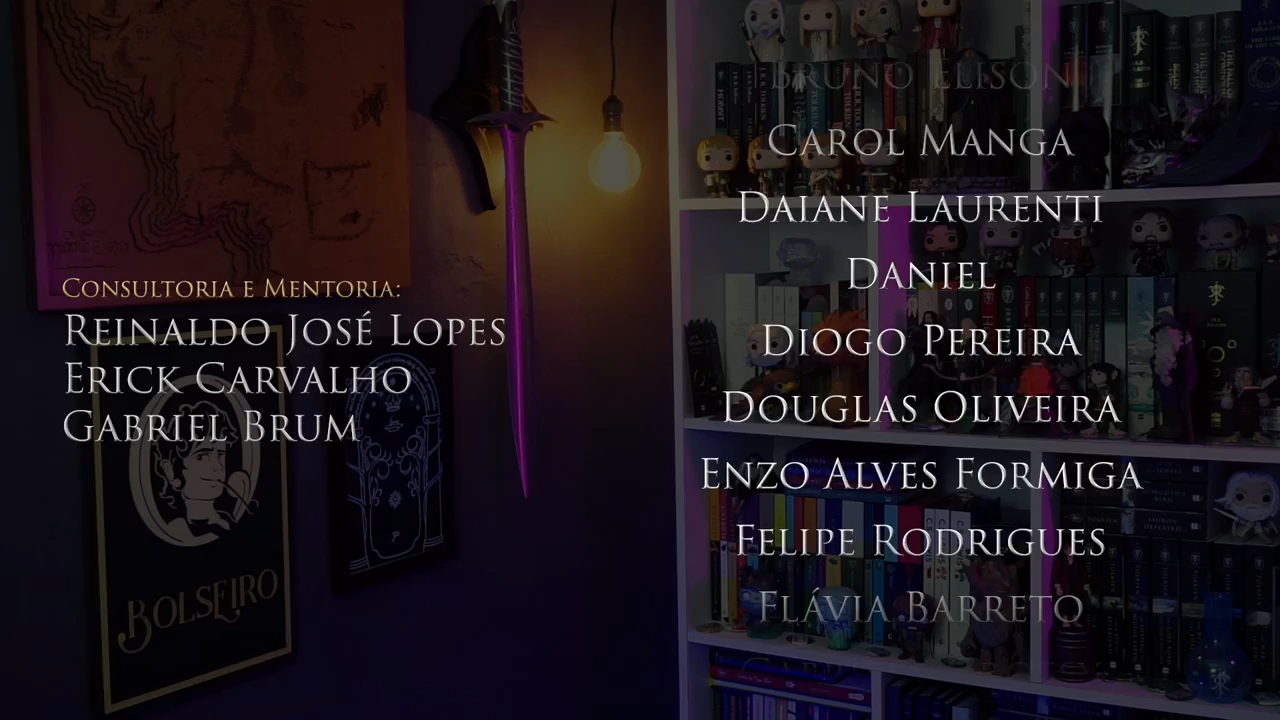 Consultoria e Mentoria:
Reinaldo José Lopes
Erick Carvalho
Gabriel Brum
Bolseiro
Bruno Elison
Carol Manga
Daiane Laurenti
Daniel
Diogo Pereira
Douglas Oliveira
Enzo Alves Formiga
Felipe Rodrigues
Flávia Barreto